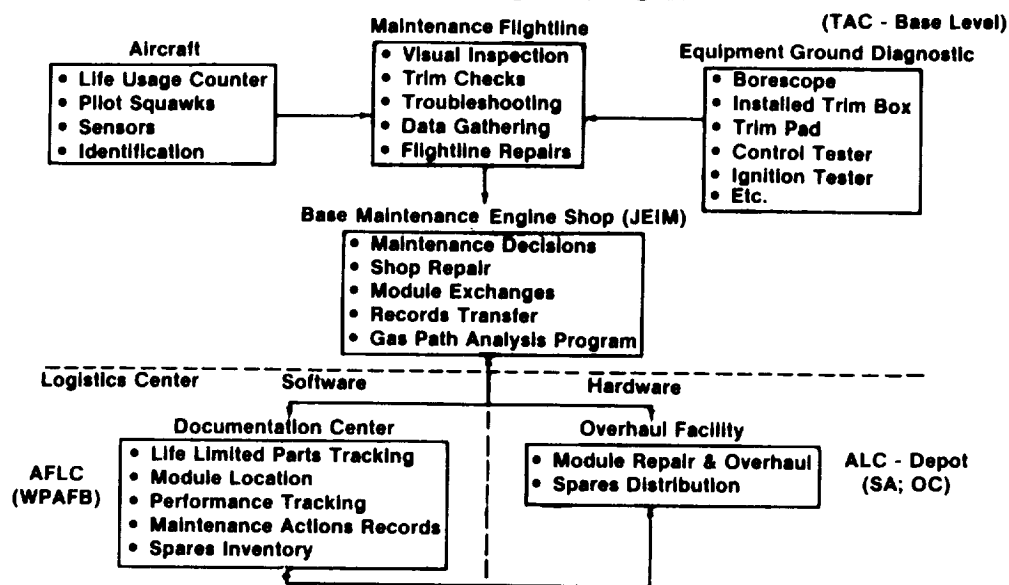 (TAC - Base Level)
Aircraft
• Life Usage Counter
• Pilot Squawks
• Sensors
• Identification
Maintenance Flightline
• Visual Inspection
• Trim Checks
• Troubleshooting
• Data Gathering
• Flightline Repairs
Equipment Ground Diagnostic
• Borescope
• Installed Trim Box
• Trim Pad
• Control Tester
• Ignition Tester
• Etc.
Base Maintenance Engine Shop (JEIM)
• Maintenance Decisions
• Shop Repair
• Module Exchanges
• Records Transfer
• Gas Path Analysis Program
Logistics Center
Software
Hardware
Documentation Center
• Life Limited Parts Tracking
• Module Location
• Performance Tracking
• Maintenance Actions Records
• Spares Inventory
AFLC
(WPAFB)
Overhaul Facility
• Module Repair & Overhaul
• Spares Distribution
ALC - Depot
(SA; OC)